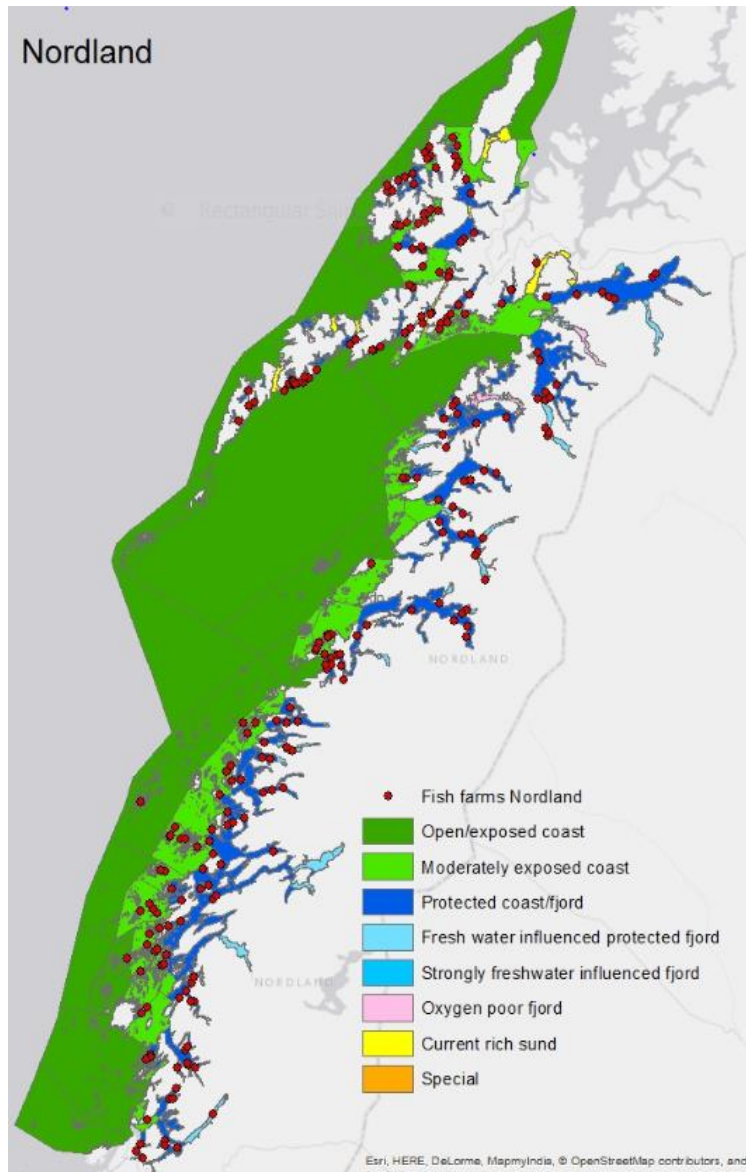 Nordland
NORDLAND
Fish farms Nordland
Open/exposed coast
Moderately exposed coast
Protected coast/fjord
Fresh water influenced protected fjord
Strongly freshwater influenced fjord
NORDLAND
Oxygen poor fjord
Current rich sund
Special
Esri, HERE, DeLorme, MapmyIndia, © OpenStreetMap contributors, and